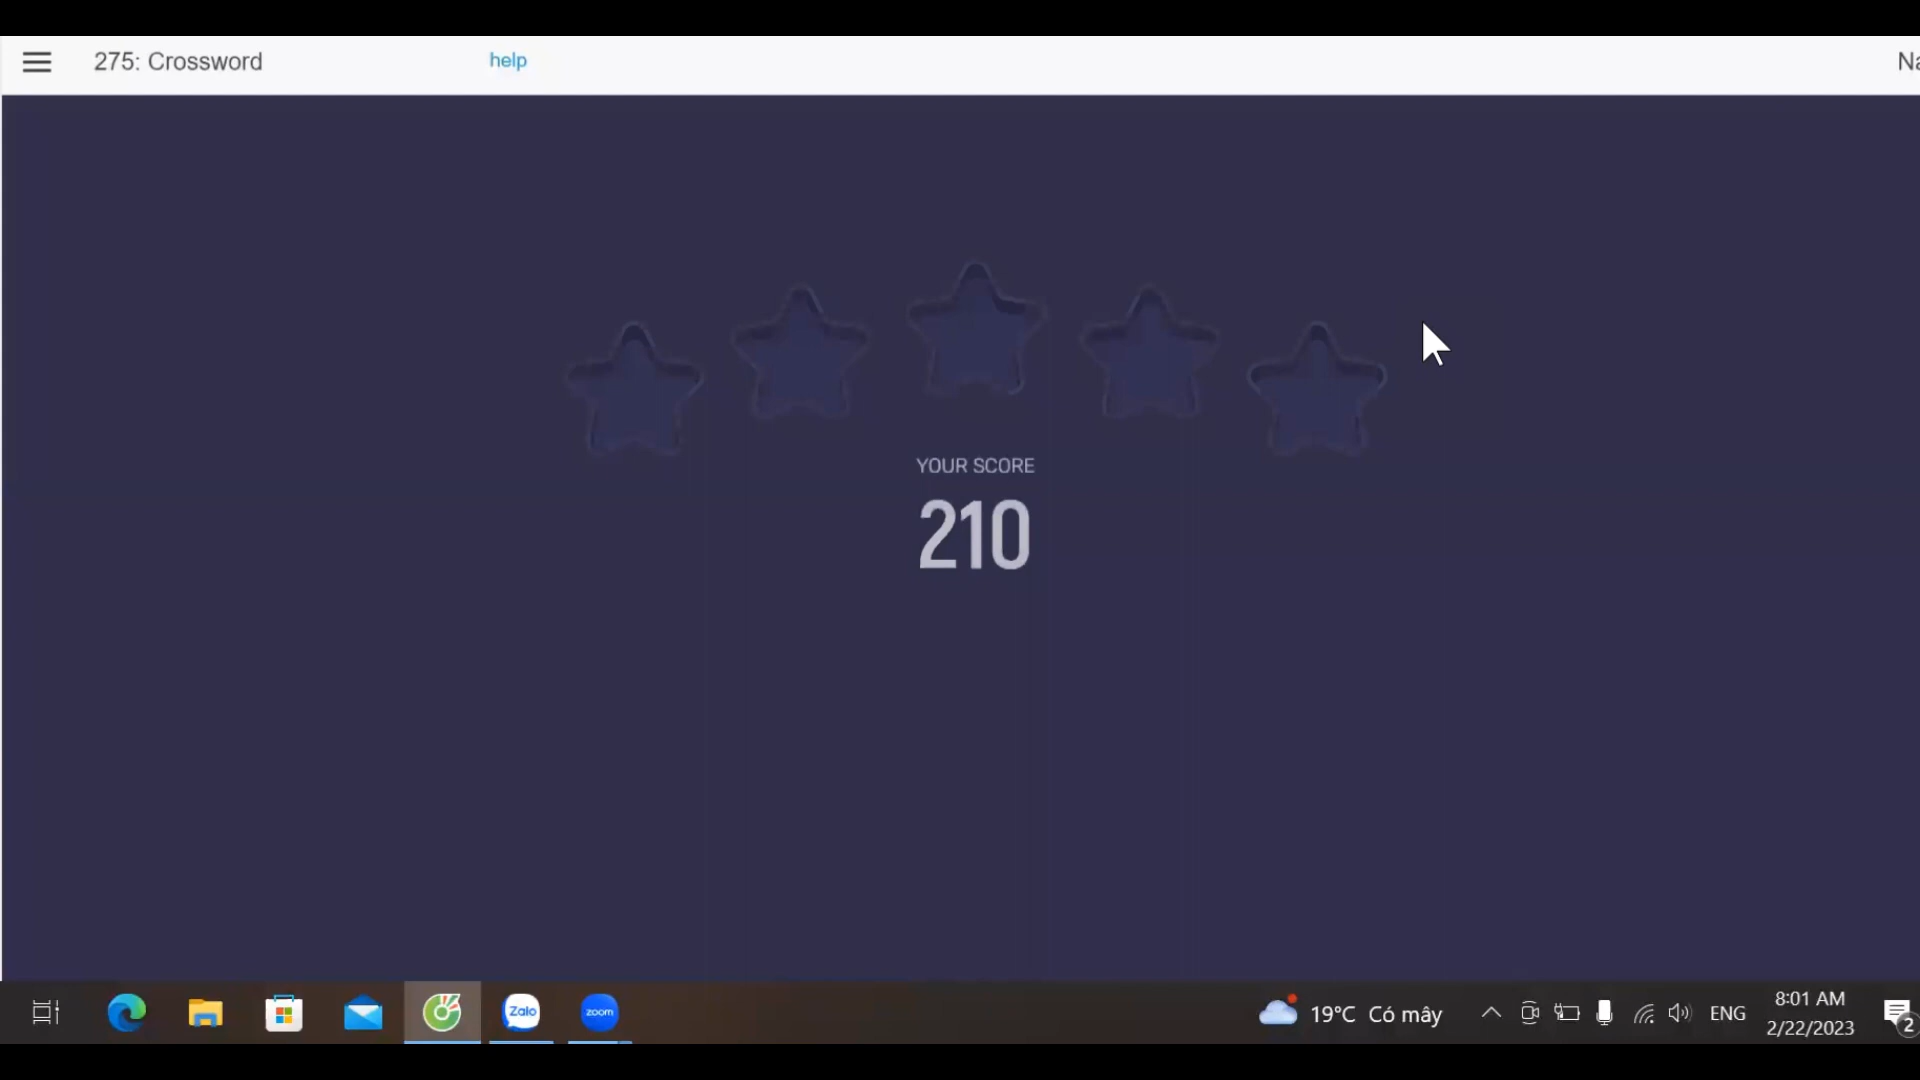 275: Crossword
help
Na
YOUR SCORE
210
Zalo
zoom
19°C Có mây
ENG
8:01 AM
2/22/2023
2